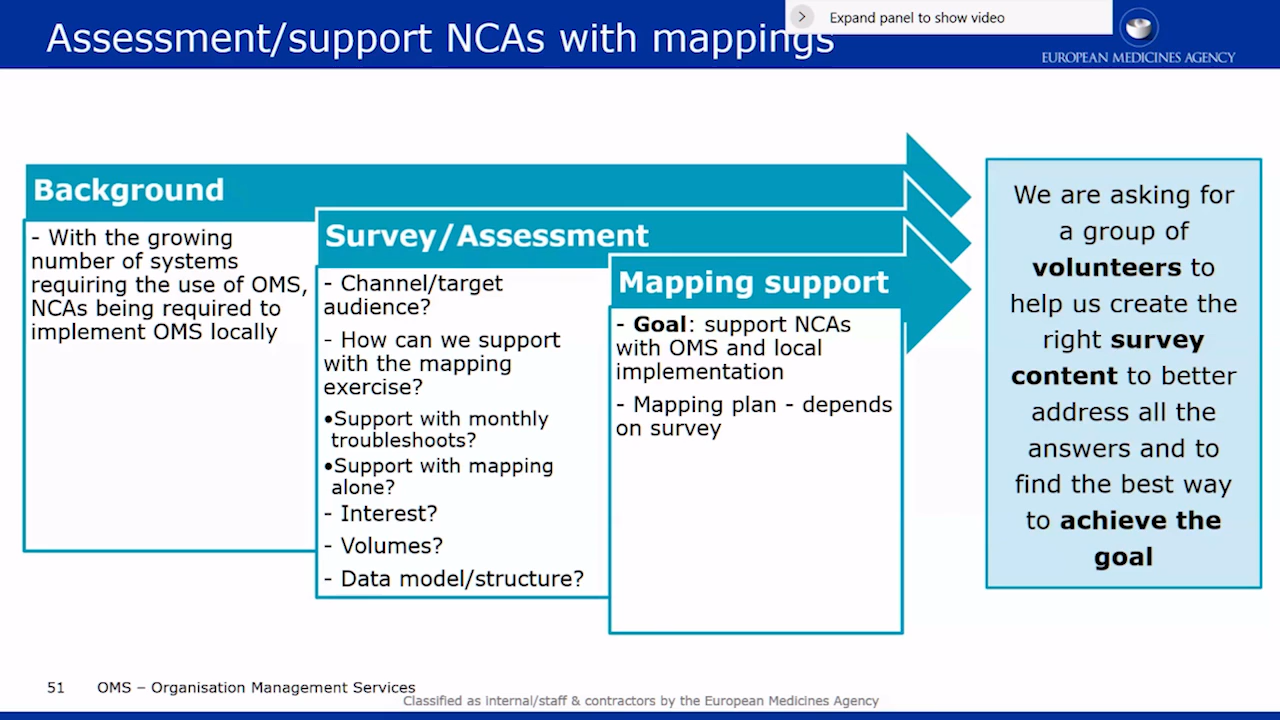 Assessment/support NCAs with mappings
Expand panel to show video
EUROPEAN MEDICINES AGENCY
Background
- With the growing
number of systems
requiring the use of OMS,
NCAs being required to
implement OMS locally
Survey/Assessment
- Channel/target
audience?
- How can we support
with the mapping
exercise?
•Support with monthly
troubleshoots?
•Support with mapping
alone?
- Interest?
- Volumes?
- Data model/structure?
Mapping support
- Goal: support NCAs
with OMS and local
implementation
- Mapping plan - depends
on survey
We are asking for
a group of
volunteers to
help us create the
right survey
content to better
address all the
answers and to
find the best way
to achieve the
goal
51 OMS – Organisation Management Services
Classified as internal/staff & contractors by the European Medicines Agency